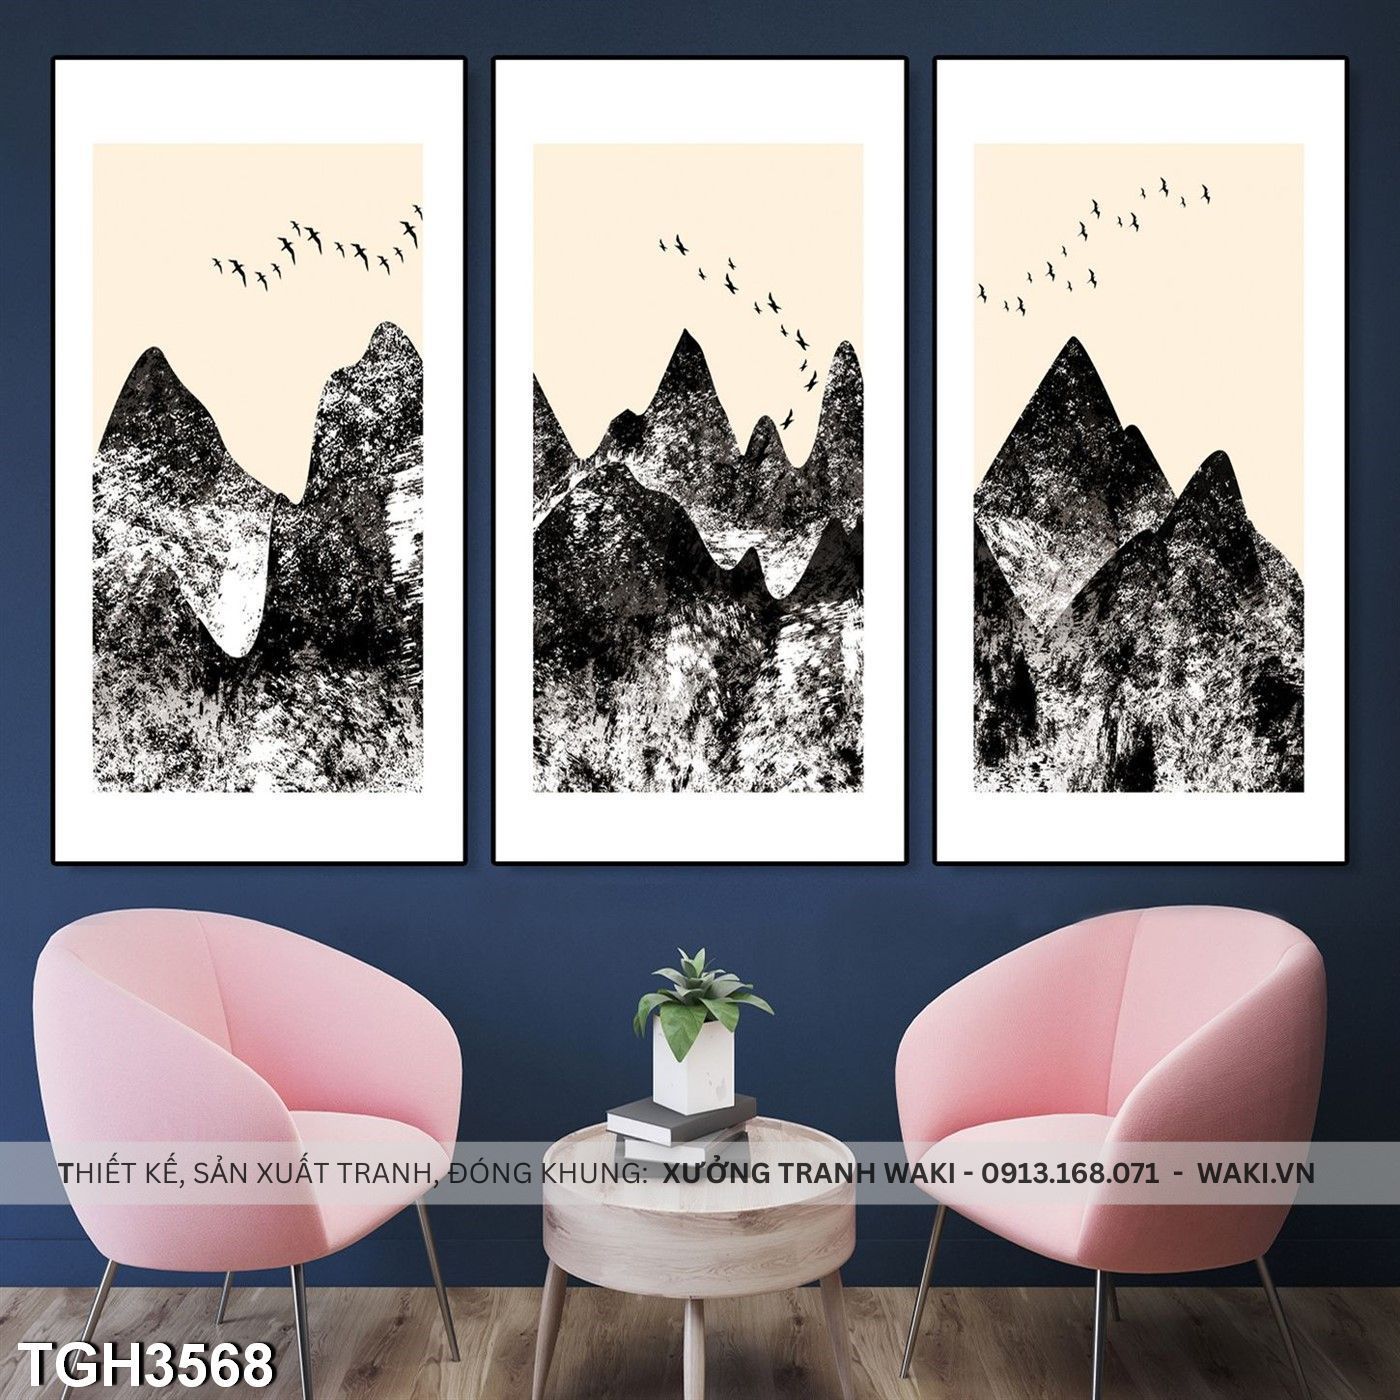 THIẾT KẾ, SẢN XUẤT TRANH, ĐÓNG KHUNG: XƯỞNG TRANH WAKI - 0913.168.071 - WAKI.VN
TGH3568